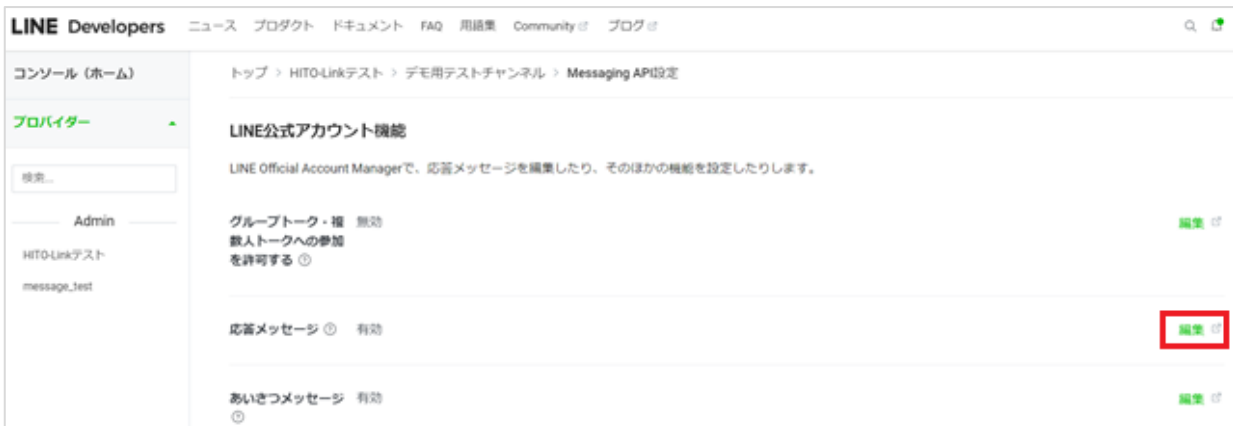 LINE Developers ニュース プロダクト ドキュメント FAQ 用語集 Community ブログ
コンソール（ホーム）
トップ > HITO-Linkテスト > デモ用テストチャンネル > Messaging API設定
プロバイダー
LINE公式アカウント機能
LINE Official Account Managerで、応答メッセージを編集したり、そのほかの機能を設定したりします。
検索...
Admin
HITO-Linkテスト
message_test
グループトーク・複 無効 編集
数人トークへの参加
を許可する
応答メッセージ 有効 編集
あいさつメッセージ 有効 編集